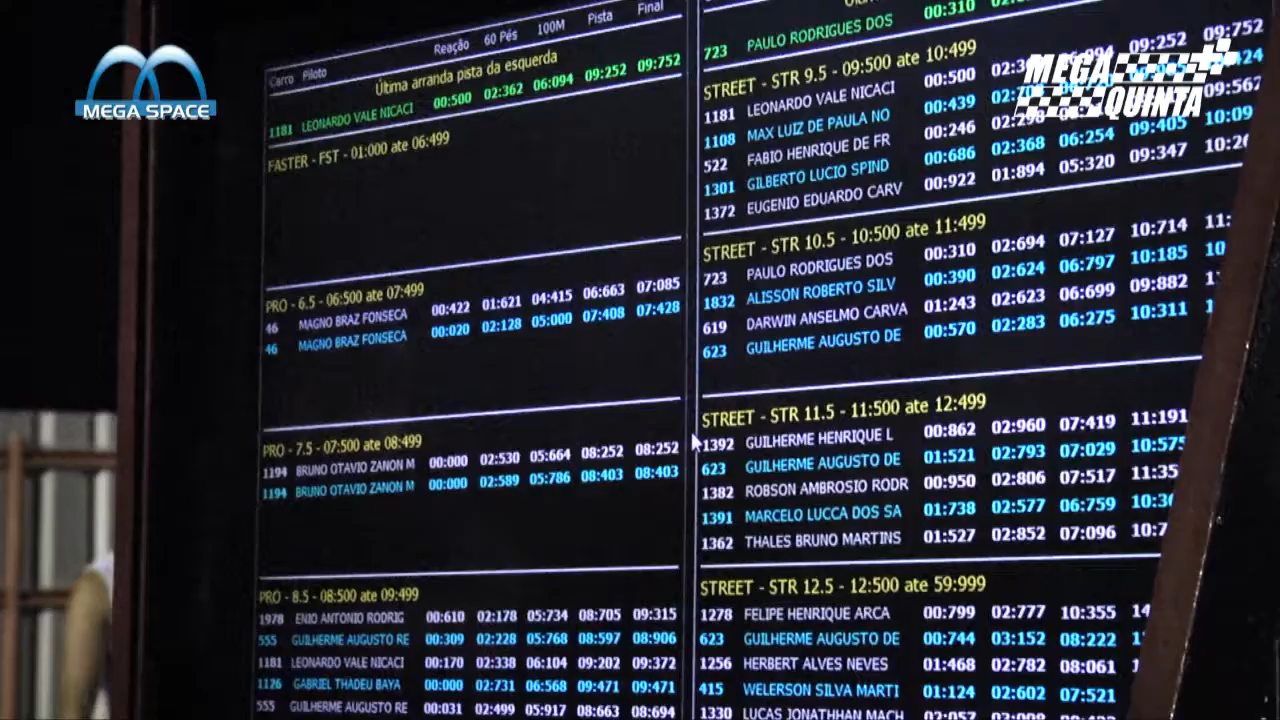 MEGA SPACE
MEGA
QUINTA
Carro Piloto Reação 60 Pés 100M Pista Final
Última arranda pista da esquerda
1181 LEONARDO VALE NICACI 00:500 02:362 06:094 09:252 09:752
FASTER - FST - 01:000 ate 06:499
PRO - 6.5 - 06:500 ate 07:499
46 MAGNO BRAZ FONSECA 00:422 01:621 04:415 06:663 07:085
46 MAGNO BRAZ FONSECA 00:020 02:128 05:000 07:408 07:428
PRO - 7.5 - 07:500 ate 08:499
1194 BRUNO OTAVIO ZANON M 00:000 02:530 05:664 08:252 08:252
1194 BRUNO OTAVIO ZANON M 00:000 02:589 05:786 08:403 08:403
PRO - 8.5 - 08:500 ate 09:499
1978 ENIO ANTONIO RODRIG 00:610 02:178 05:734 08:705 09:315
555 GUILHERME AUGUSTO RE 00:309 02:228 05:768 08:597 08:906
1181 LEONARDO VALE NICACI 00:170 02:338 06:104 09:202 09:372
1126 GABRIEL THADEU BAYA 00:000 02:731 06:568 09:471 09:471
555 GUILHERME AUGUSTO RE 00:031 02:499 05:917 08:663 08:694
723 PAULO RODRIGUES DOS 00:310
STREET - STR 9.5 - 09:500 ate 10:499
1181 LEONARDO VALE NICACI 00:500 09:252 09:752
1108 MAX LUIZ DE PAULA NO 00:439
522 FABIO HENRIQUE DE FR 00:246 09:567
1301 GILBERTO LUCIO SPIND 00:686 02:368 06:254 09:405 10:09
1372 EUGENIO EDUARDO CARV 00:922 01:894 05:320 09:347 10:26
STREET - STR 10.5 - 10:500 ate 11:499
723 PAULO RODRIGUES DOS 00:310 02:694 07:127 10:714 11:
1832 ALISSON ROBERTO SILV 00:390 02:624 06:797 10:185 10
619 DARWIN ANSELMO CARVA 01:243 02:623 06:699 09:882
623 GUILHERME AUGUSTO DE 00:570 02:283 06:275 10:311
STREET - STR 11.5 - 11:500 ate 12:499
1392 GUILHERME HENRIQUE L 00:862 02:960 07:419 11:191
623 GUILHERME AUGUSTO DE 01:521 02:793 07:029 10:575
1382 ROBSON AMBROSIO RODR 00:950 02:806 07:517 11:35
1391 MARCELO LUCCA DOS SA 01:738 02:577 06:759 10:36
1362 THALES BRUNO MARTINS 01:527 02:852 07:096 10:7
STREET - STR 12.5 - 12:500 ate 59:999
1278 FELIPE HENRIQUE ARCA 00:799 02:777 10:355 14
623 GUILHERME AUGUSTO DE 00:744 03:152 08:222
1256 HERBERT ALVES NEVES 01:468 02:782 08:061
415 WELERSON SILVA MARTI 01:124 02:602 07:521
1330 LUCAS JONATHHAN MACH